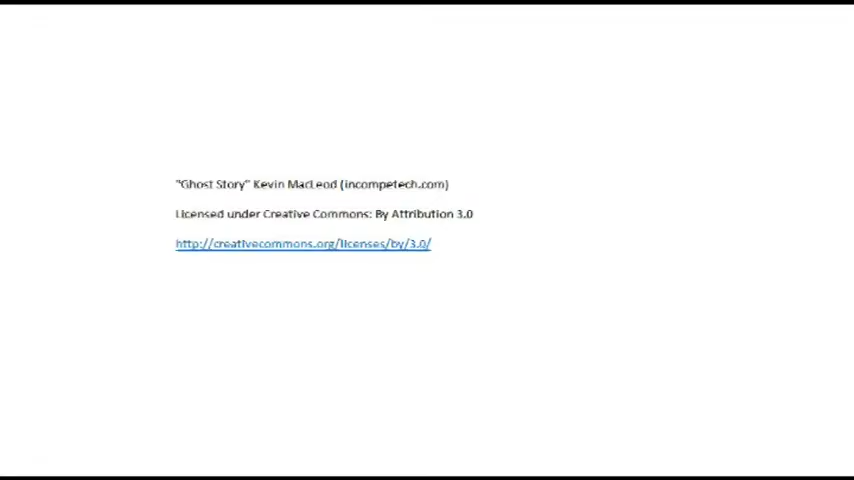 "Ghost Story" Kevin MacLeod (incompetech.com)
Licensed under Creative Commons: By Attribution 3.0
http://creativecommons.org/licenses/by/3.0/